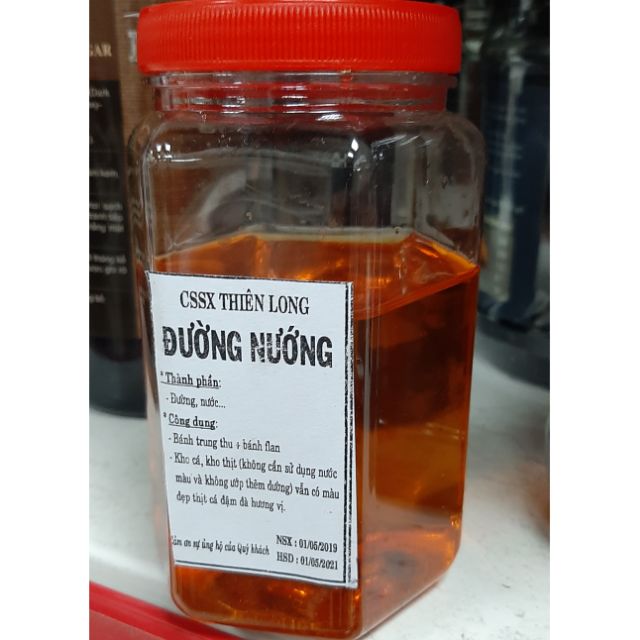 CSSX THIÊN LONG
ĐƯỜNG NƯỚNG
* Thành phần:
- Đường, nước...
* Công dụng:
- Bánh trung thu + bánh flan
- Kho cá, kho thịt (không cần sử dụng nước
màu và không ướp thêm đường) vẫn có màu
đẹp thịt cá đậm đà hương vị.
Cảm ơn sự ủng hộ của Quý khách
NSX : 01/05/2019
HSD : 01/05/2021